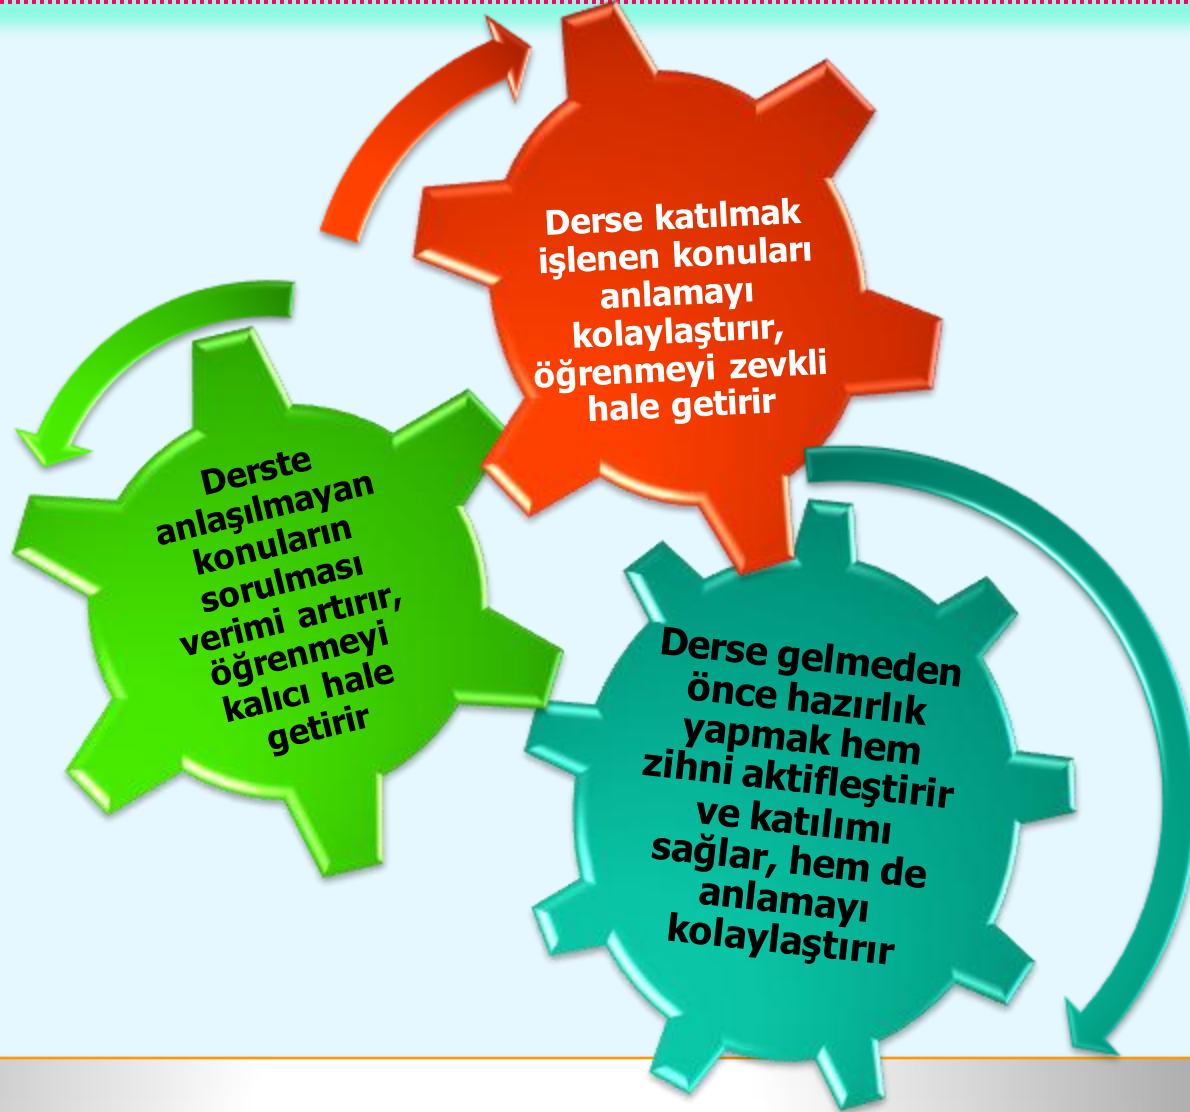 Derse katılmak
işlenen konuları
anlamayı
kolaylaştırır,
öğrenmeyi zevkli
hale getirir
Derste
anlaşılmayan
konuların
sorulması
verimi artırır,
öğrenmeyi
kalıcı hale
getirir
Derse gelmeden
önce hazırlık
yapmak hem
zihni aktifleştirir
ve katılımı
sağlar, hem de
anlamayı
kolaylaştırır